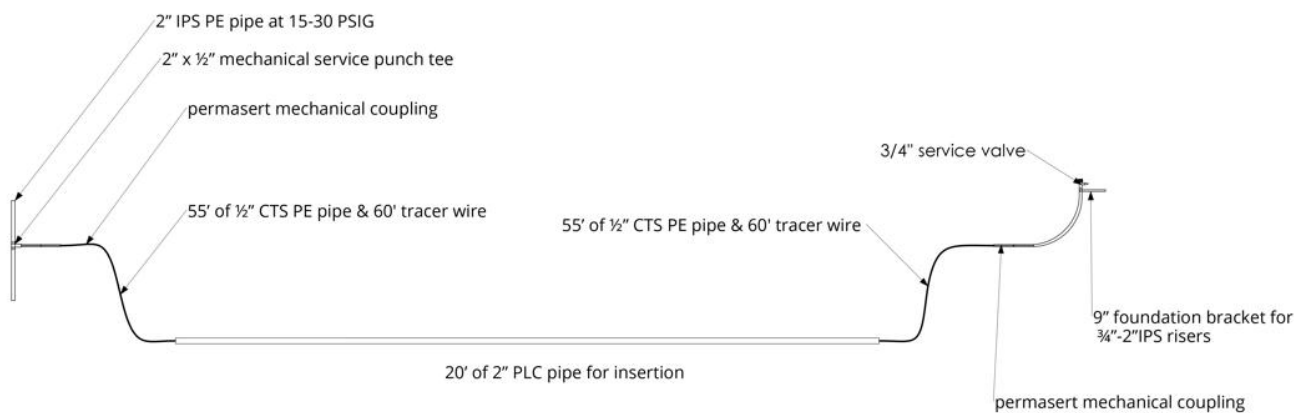 2” IPS PE pipe at 15-30 PSIG
2” x ½” mechanical service punch tee
permasert mechanical coupling
3/4" service valve
55’ of ½” CTS PE pipe & 60' tracer wire
55’ of ½” CTS PE pipe & 60' tracer wire
9” foundation bracket for
¾”-2”IPS risers
20’ of 2” PLC pipe for insertion
permasert mechanical coupling